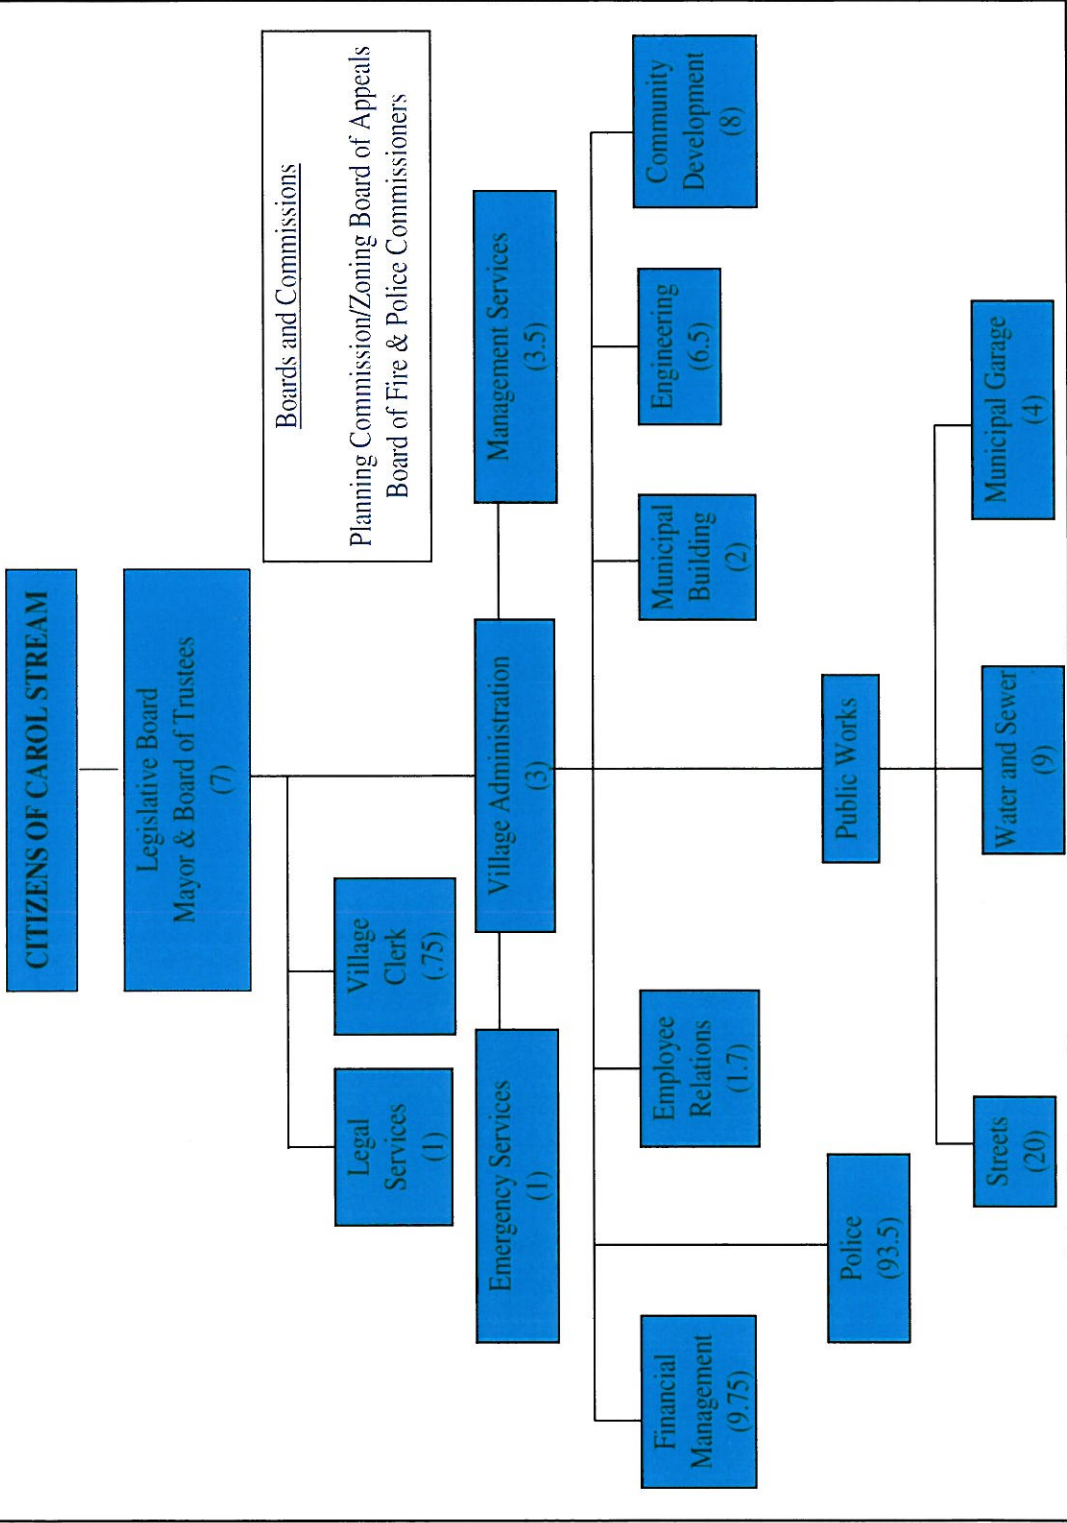 CITIZENS OF CAROL STREAM
Legislative Board
Mayor & Board of Trustees
(7)
Boards and Commissions
Planning Commission/Zoning Board of Appeals
Board of Fire & Police Commissioners
Legal
Services
(1)
Village
Clerk
(.75)
Emergency Services
(1)
Village Administration
(3)
Management Services
(3.5)
Financial
Management
(9.75)
Employee
Relations
(1.7)
Municipal
Building
(2)
Engineering
(6.5)
Community
Development
(8)
Police
(93.5)
Public Works
Streets
(20)
Water and Sewer
(9)
Municipal Garage
(4)